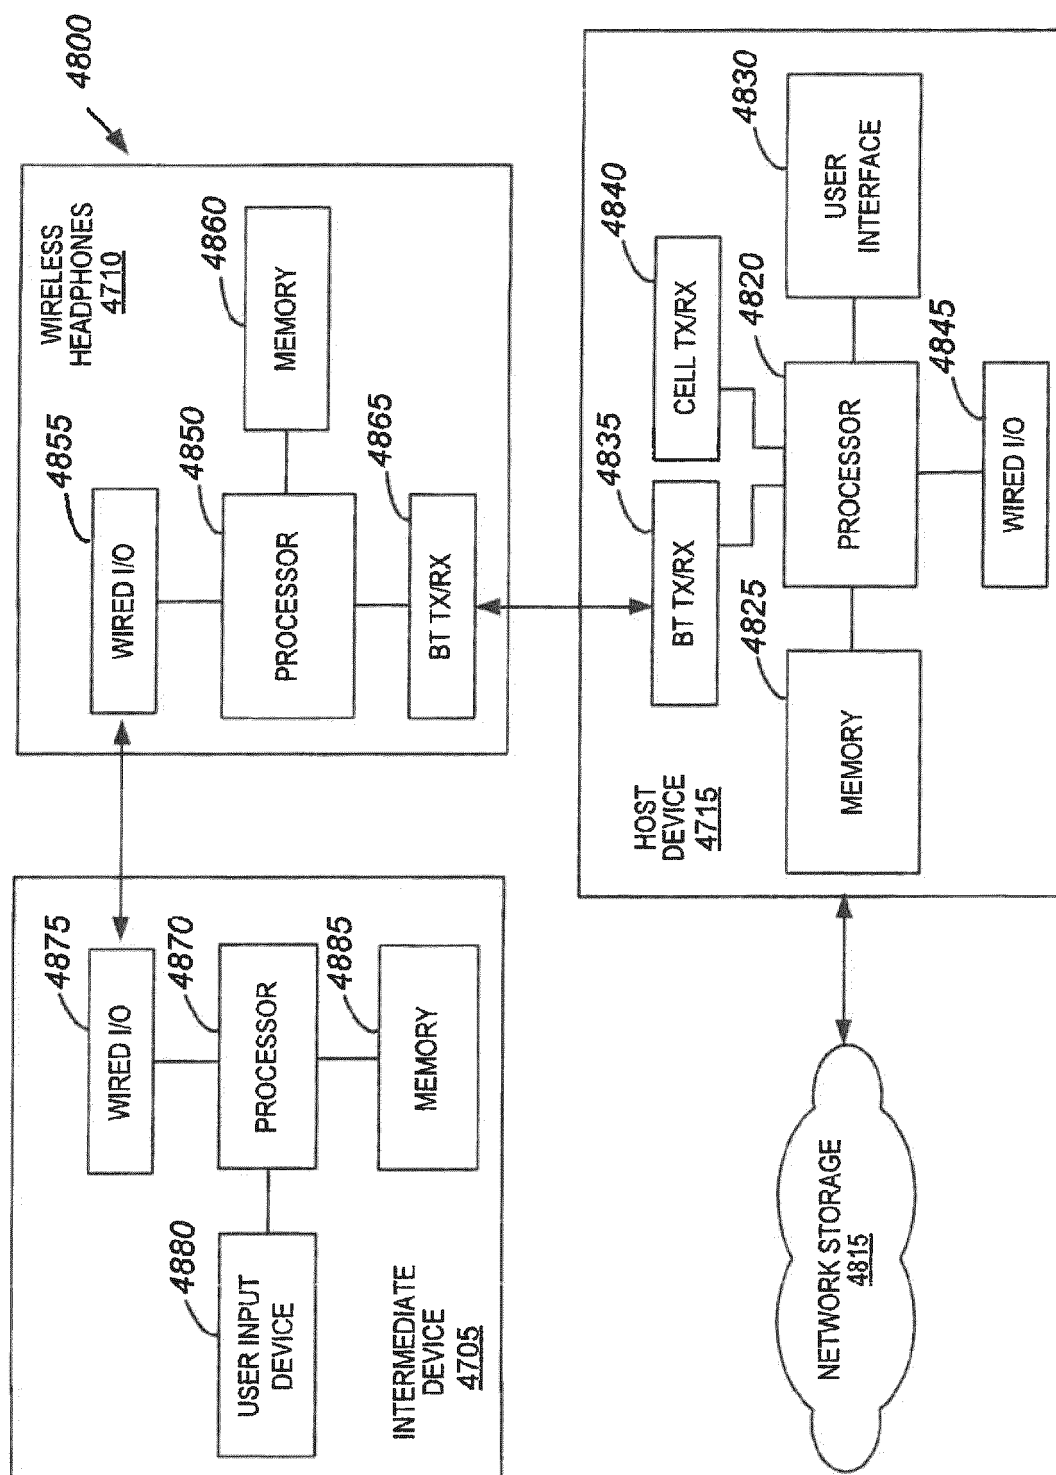 4800
WIRELESS
HEADPHONES
4710
4855
WIRED I/O
4850
PROCESSOR
4860
MEMORY
4865
BT TX/RX
4875
WIRED I/O
4870
PROCESSOR
4885
MEMORY
4880
USER INPUT
DEVICE
INTERMEDIATE
DEVICE
4705
HOST
DEVICE
4715
4835
BT TX/RX
4840
CELL TX/RX
4830
USER
INTERFACE
4820
PROCESSOR
4825
MEMORY
4845
WIRED I/O
NETWORK STORAGE
4815